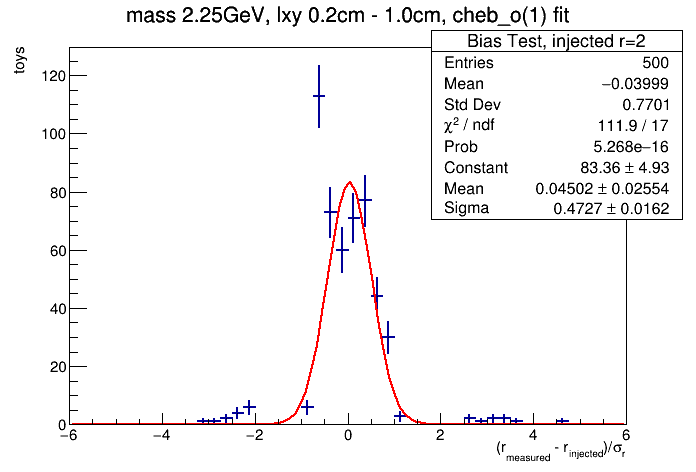 mass 2.25GeV, lxy 0.2cm - 1.0cm, cheb_o(1) fit
toys
Bias Test, injected r=2
Entries 500
Mean −0.03999
Std Dev 0.7701
χ² / ndf 111.9 / 17
Prob 5.268e−16
Constant 83.36 ± 4.93
Mean 0.04502 ± 0.02554
Sigma 0.4727 ± 0.0162
120
100
80
60
40
20
0
−6 −4 −2 0 2 4 6
(r_measured - r_injected)/σ_r